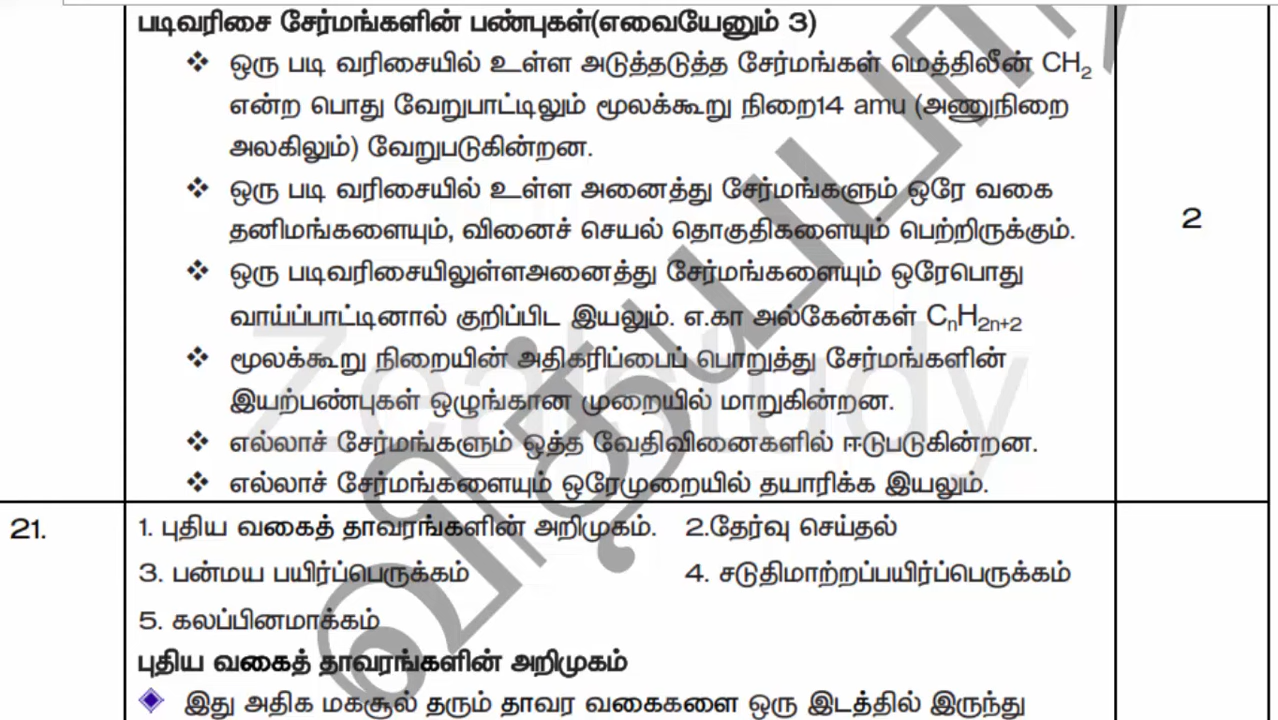 படிவரிசை சேர்மங்களின் பண்புகள்(எவையேனும் 3)
❖ ஒரு படி வரிசையில் உள்ள அடுத்தடுத்த சேர்மங்கள் மெத்திலீன் CH₂
என்ற பொது வேறுபாட்டிலும் மூலக்கூறு நிறை14 amu (அணுநிறை
அலகிலும்) வேறுபடுகின்றன.
❖ ஒரு படி வரிசையில் உள்ள அனைத்து சேர்மங்களும் ஒரே வகை
தனிமங்களையும், வினைச் செயல் தொகுதிகளையும் பெற்றிருக்கும்.
2
❖ ஒரு படிவரிசையிலுள்ளஅனைத்து சேர்மங்களையும் ஒரேபொது
வாய்ப்பாட்டினால் குறிப்பிட இயலும். எ.கா அல்கேன்கள் CₙH₂ₙ₊₂
❖ மூலக்கூறு நிறையின் அதிகரிப்பைப் பொறுத்து சேர்மங்களின்
இயற்பண்புகள் ஒழுங்கான முறையில் மாறுகின்றன.
❖ எல்லாச் சேர்மங்களும் ஒத்த வேதிவினைகளில் ஈடுபடுகின்றன.
❖ எல்லாச் சேர்மங்களையும் ஒரேமுறையில் தயாரிக்க இயலும்.
21. 1. புதிய வகைத் தாவரங்களின் அறிமுகம். 2.தேர்வு செய்தல்
3. பன்மய பயிர்ப்பெருக்கம் 4. சடுதிமாற்றப்பயிர்ப்பெருக்கம்
5. கலப்பினமாக்கம்
புதிய வகைத் தாவரங்களின் அறிமுகம்
இது அதிக மகசூல் தரும் தாவர வகைகளை ஒரு இடத்தில் இருந்து
Zealstudy